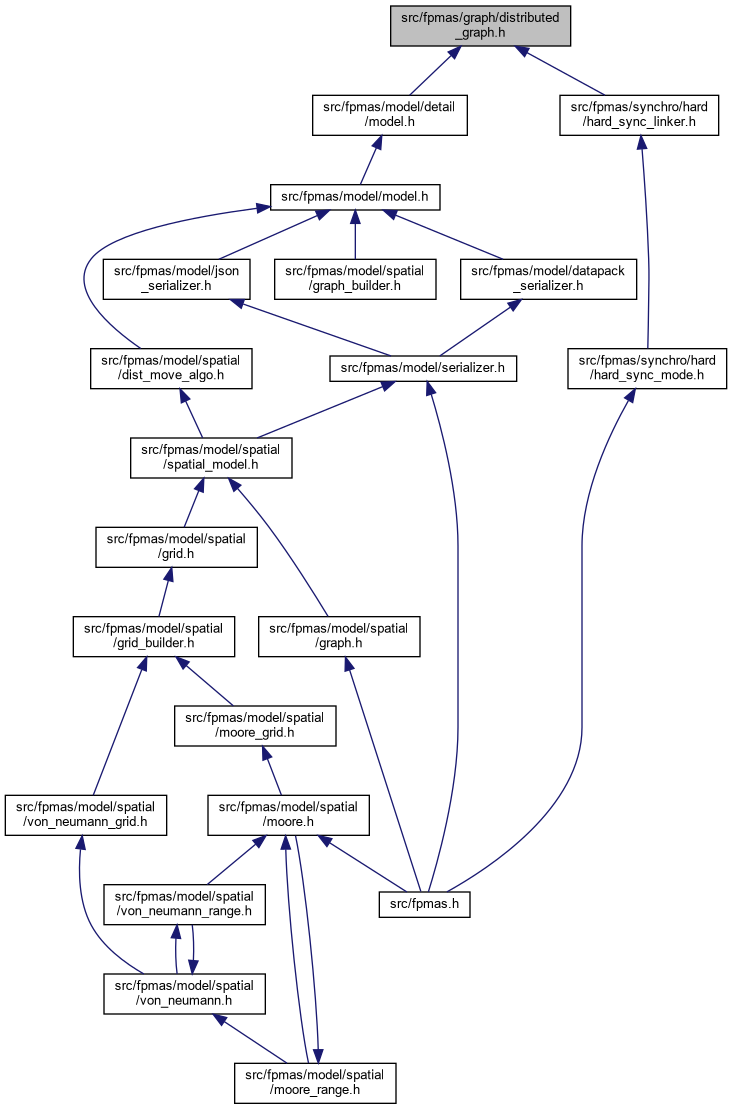 src/fpmas/graph/distributed
_graph.h
src/fpmas/model/detail
/model.h
src/fpmas/synchro/hard
/hard_sync_linker.h
src/fpmas/model/model.h
src/fpmas/model/json
_serializer.h
src/fpmas/model/spatial
/graph_builder.h
src/fpmas/model/datapack
_serializer.h
src/fpmas/model/spatial
/dist_move_algo.h
src/fpmas/model/serializer.h
src/fpmas/synchro/hard
/hard_sync_mode.h
src/fpmas/model/spatial
/spatial_model.h
src/fpmas/model/spatial
/grid.h
src/fpmas/model/spatial
/grid_builder.h
src/fpmas/model/spatial
/graph.h
src/fpmas/model/spatial
/moore_grid.h
src/fpmas/model/spatial
/von_neumann_grid.h
src/fpmas/model/spatial
/moore.h
src/fpmas/model/spatial
/von_neumann_range.h
src/fpmas.h
src/fpmas/model/spatial
/von_neumann.h
src/fpmas/model/spatial
/moore_range.h